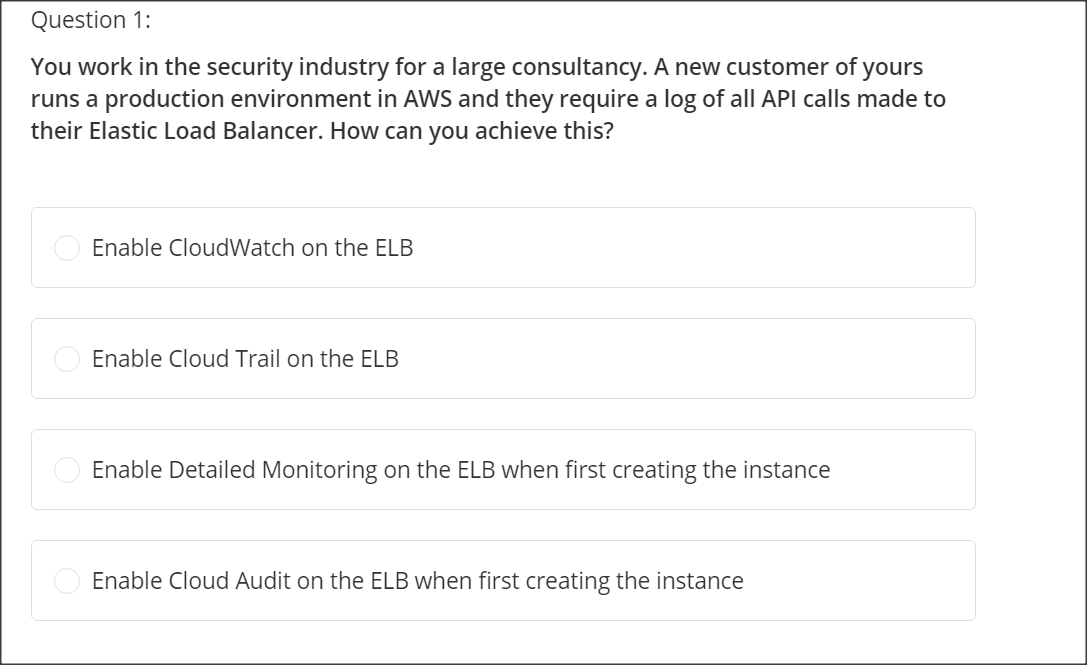 Question 1:
You work in the security industry for a large consultancy. A new customer of yours
runs a production environment in AWS and they require a log of all API calls made to
their Elastic Load Balancer. How can you achieve this?
Enable CloudWatch on the ELB
Enable Cloud Trail on the ELB
Enable Detailed Monitoring on the ELB when first creating the instance
Enable Cloud Audit on the ELB when first creating the instance